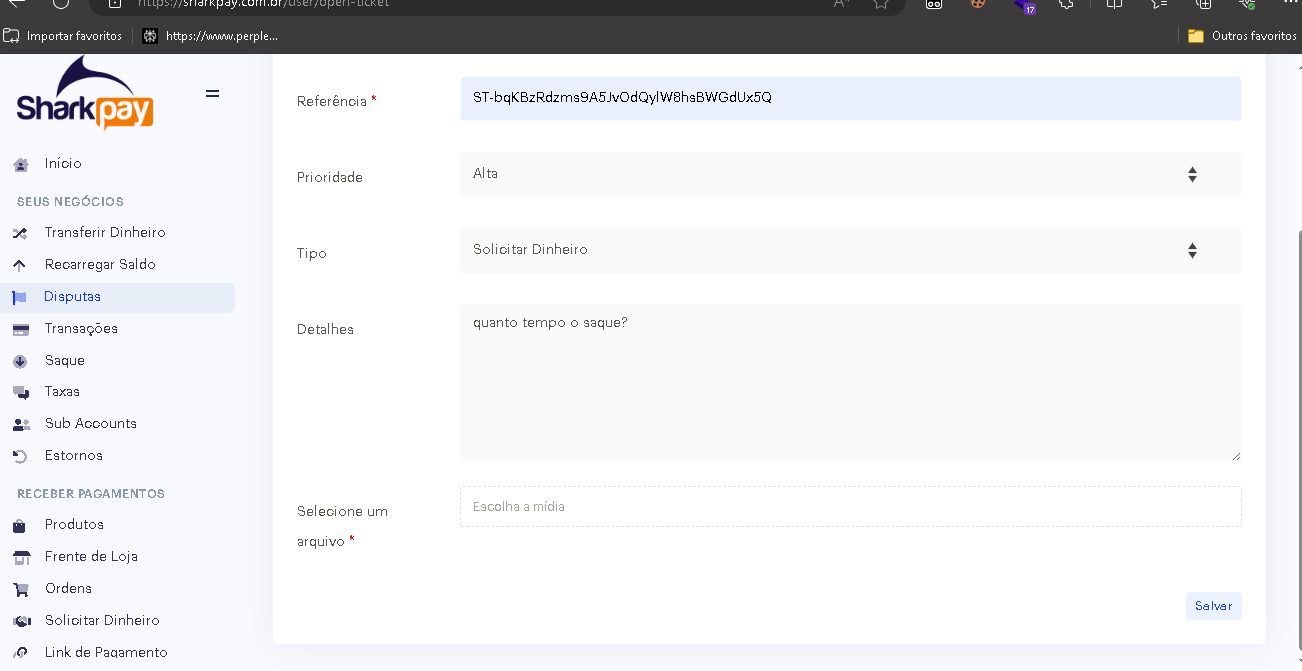 https://sharkpay.com.br/user/open-ticket
17
Importar favoritos
https://www.perple...
Outros favoritos
Sharkpay
Início
SEUS NEGÓCIOS
Transferir Dinheiro
Recarregar Saldo
Disputas
Transações
Saque
Taxas
Sub Accounts
Estornos
RECEBER PAGAMENTOS
Produtos
Frente de Loja
Ordens
Solicitar Dinheiro
Link de Pagamento
Referência *
ST-bqKBzRdzms9A5JvOdQylW8hsBWGdUx5Q
Prioridade
Alta
Tipo
Solicitar Dinheiro
Detalhes
quanto tempo o saque?
Selecione um
arquivo *
Escolha a mídia
Salvar